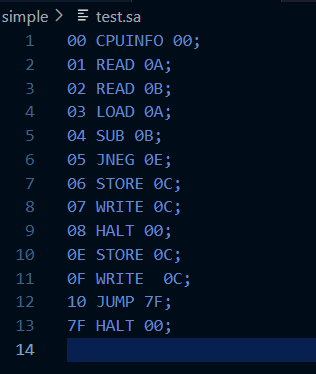 simple > test.sa
1 00 CPUINFO 00;
2 01 READ 0A;
3 02 READ 0B;
4 03 LOAD 0A;
5 04 SUB 0B;
6 05 JNEG 0E;
7 06 STORE 0C;
8 07 WRITE 0C;
9 08 HALT 00;
10 0E STORE 0C;
11 0F WRITE  0C;
12 10 JUMP 7F;
13 7F HALT 00;
14